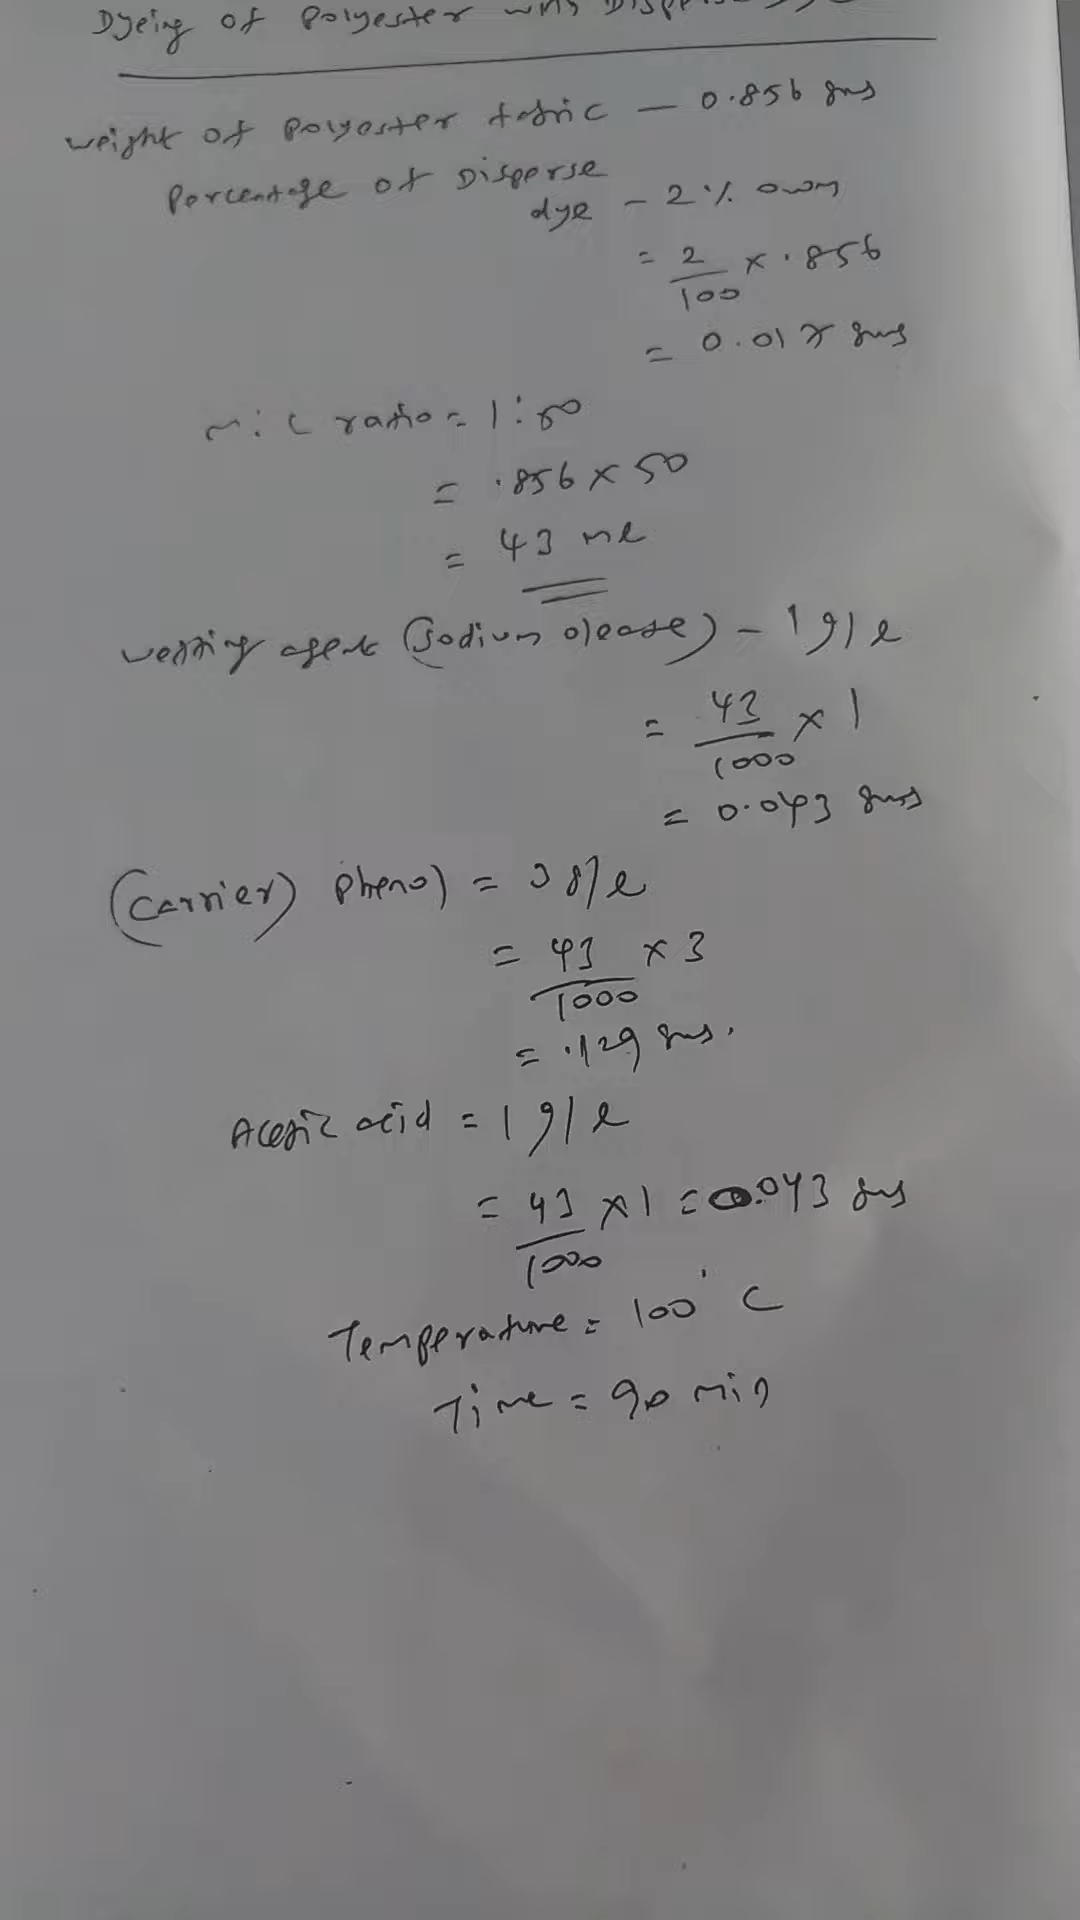 Dyeing of Polyester with Disperse
weight of Polyester fabric — 0.856 gms
Percentage of Disperse
dye - 2 % owm
= 2/100 x .856
= 0.017 gms
M:L ratio = 1:50
= .856 x 50
= 43 ml
wetting agent (Sodium olease) - 1 g/l
= 43/1000 x 1
= 0.043 gms
(Carrier) Phenol = 3 g/l
= 43/1000 x 3
= .129 gms.
Acetic acid = 1 g/l
= 43/1000 x 1 = 0.043 gms
Temperature = 100° C
Time = 90 min